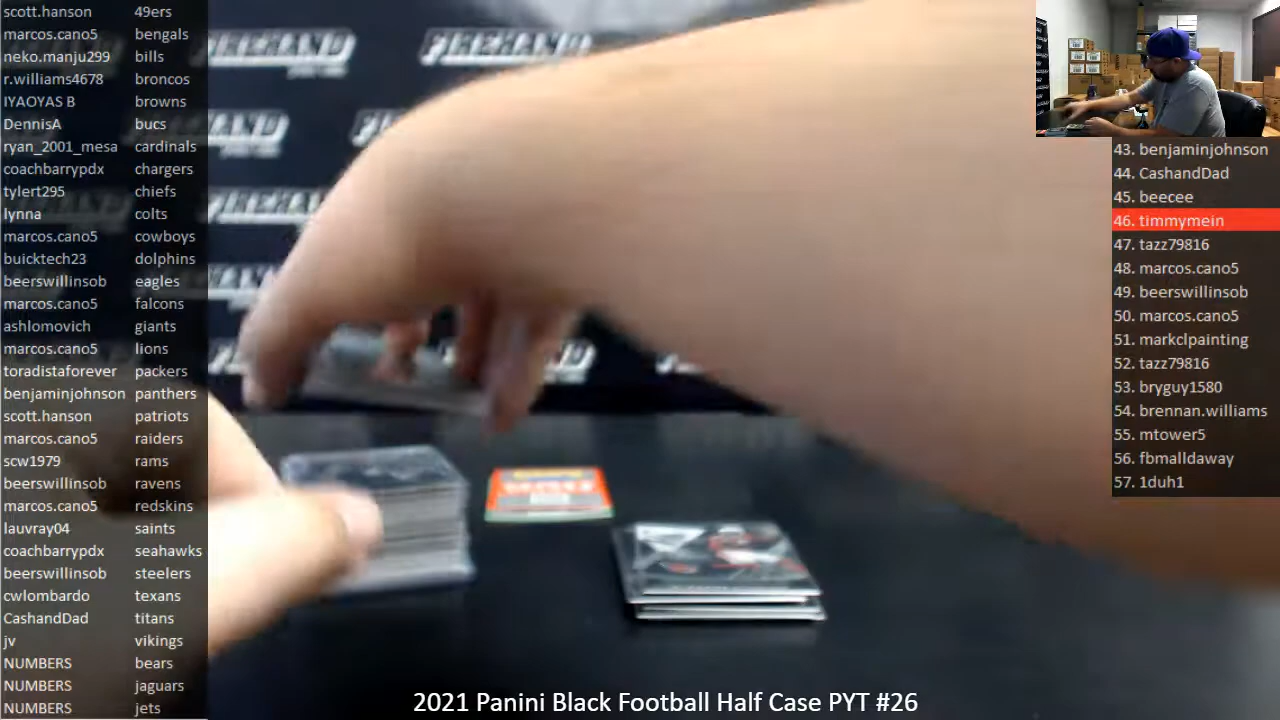 scott.hanson 49ers
marcos.cano5 bengals
neko.manju299 bills
r.williams4678 broncos
IYAOYAS B browns
DennisA bucs
ryan_2001_mesa cardinals
coachbarrypdx chargers
tylert295 chiefs
lynna colts
marcos.cano5 cowboys
buicktech23 dolphins
beerswillinsob eagles
marcos.cano5 falcons
ashlomovich giants
marcos.cano5 lions
toradistaforever packers
benjaminjohnson panthers
scott.hanson patriots
marcos.cano5 raiders
scw1979 rams
beerswillinsob ravens
marcos.cano5 redskins
lauvray04 saints
coachbarrypdx seahawks
beerswillinsob steelers
cwlombardo texans
CashandDad titans
jv vikings
NUMBERS bears
NUMBERS jaguars
NUMBERS jets
FIREHAND
FIREHAND
43. benjaminjohnson
44. CashandDad
45. beecee
46. timmymein
47. tazz79816
48. marcos.cano5
49. beerswillinsob
50. marcos.cano5
51. markclpainting
52. tazz79816
53. bryguy1580
54. brennan.williams
55. mtower5
56. fbmalldaway
57. 1duh1
2021 Panini Black Football Half Case PYT #26